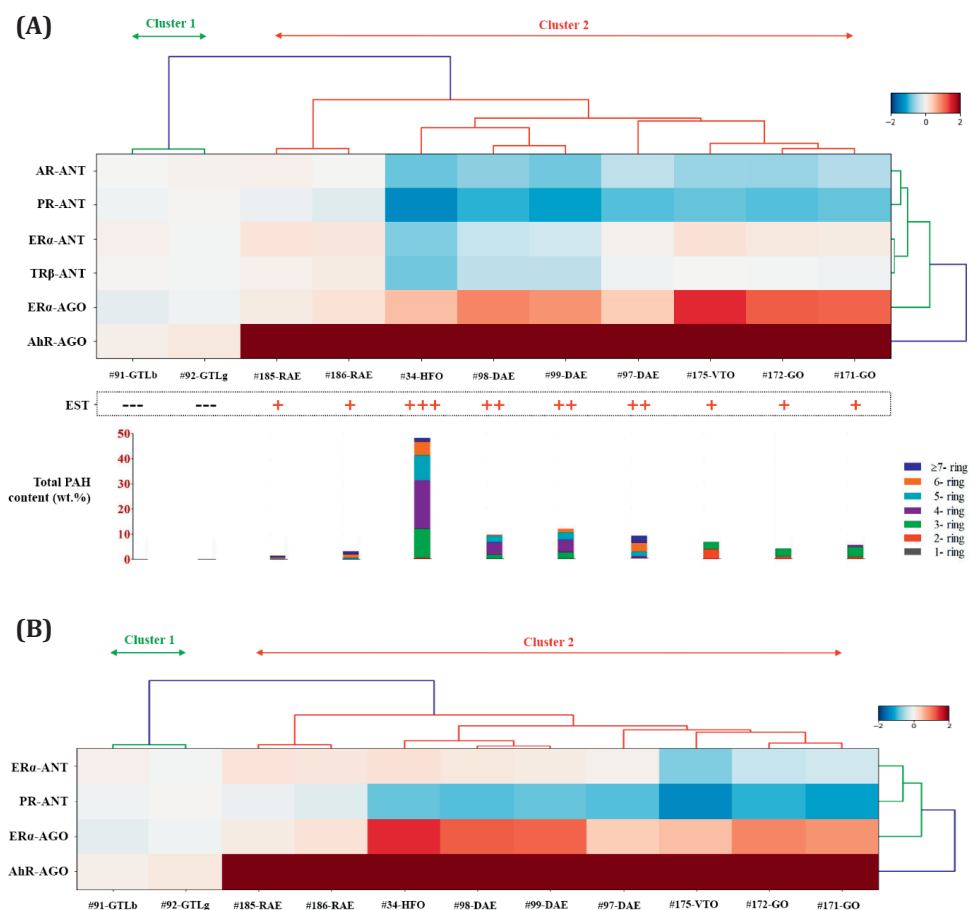 (A)
Cluster 1
Cluster 2
-2 0 2
AR-ANT
PR-ANT
ERα-ANT
TRβ-ANT
ERα-AGO
AhR-AGO
#91-GTLb #92-GTLg #185-RAE #186-RAE #34-HFO #98-DAE #99-DAE #97-DAE #175-VTO #172-GO #171-GO
EST --- --- + + +++ ++ ++ ++ + + +
Total PAH
content (wt.%)
50
40
30
20
10
0
≥7- ring
6- ring
5- ring
4- ring
3- ring
2- ring
1- ring
(B)
Cluster 1
Cluster 2
-2 0 2
ERα-ANT
PR-ANT
ERα-AGO
AhR-AGO
#91-GTLb #92-GTLg #185-RAE #186-RAE #34-HFO #98-DAE #99-DAE #97-DAE #175-VTO #172-GO #171-GO